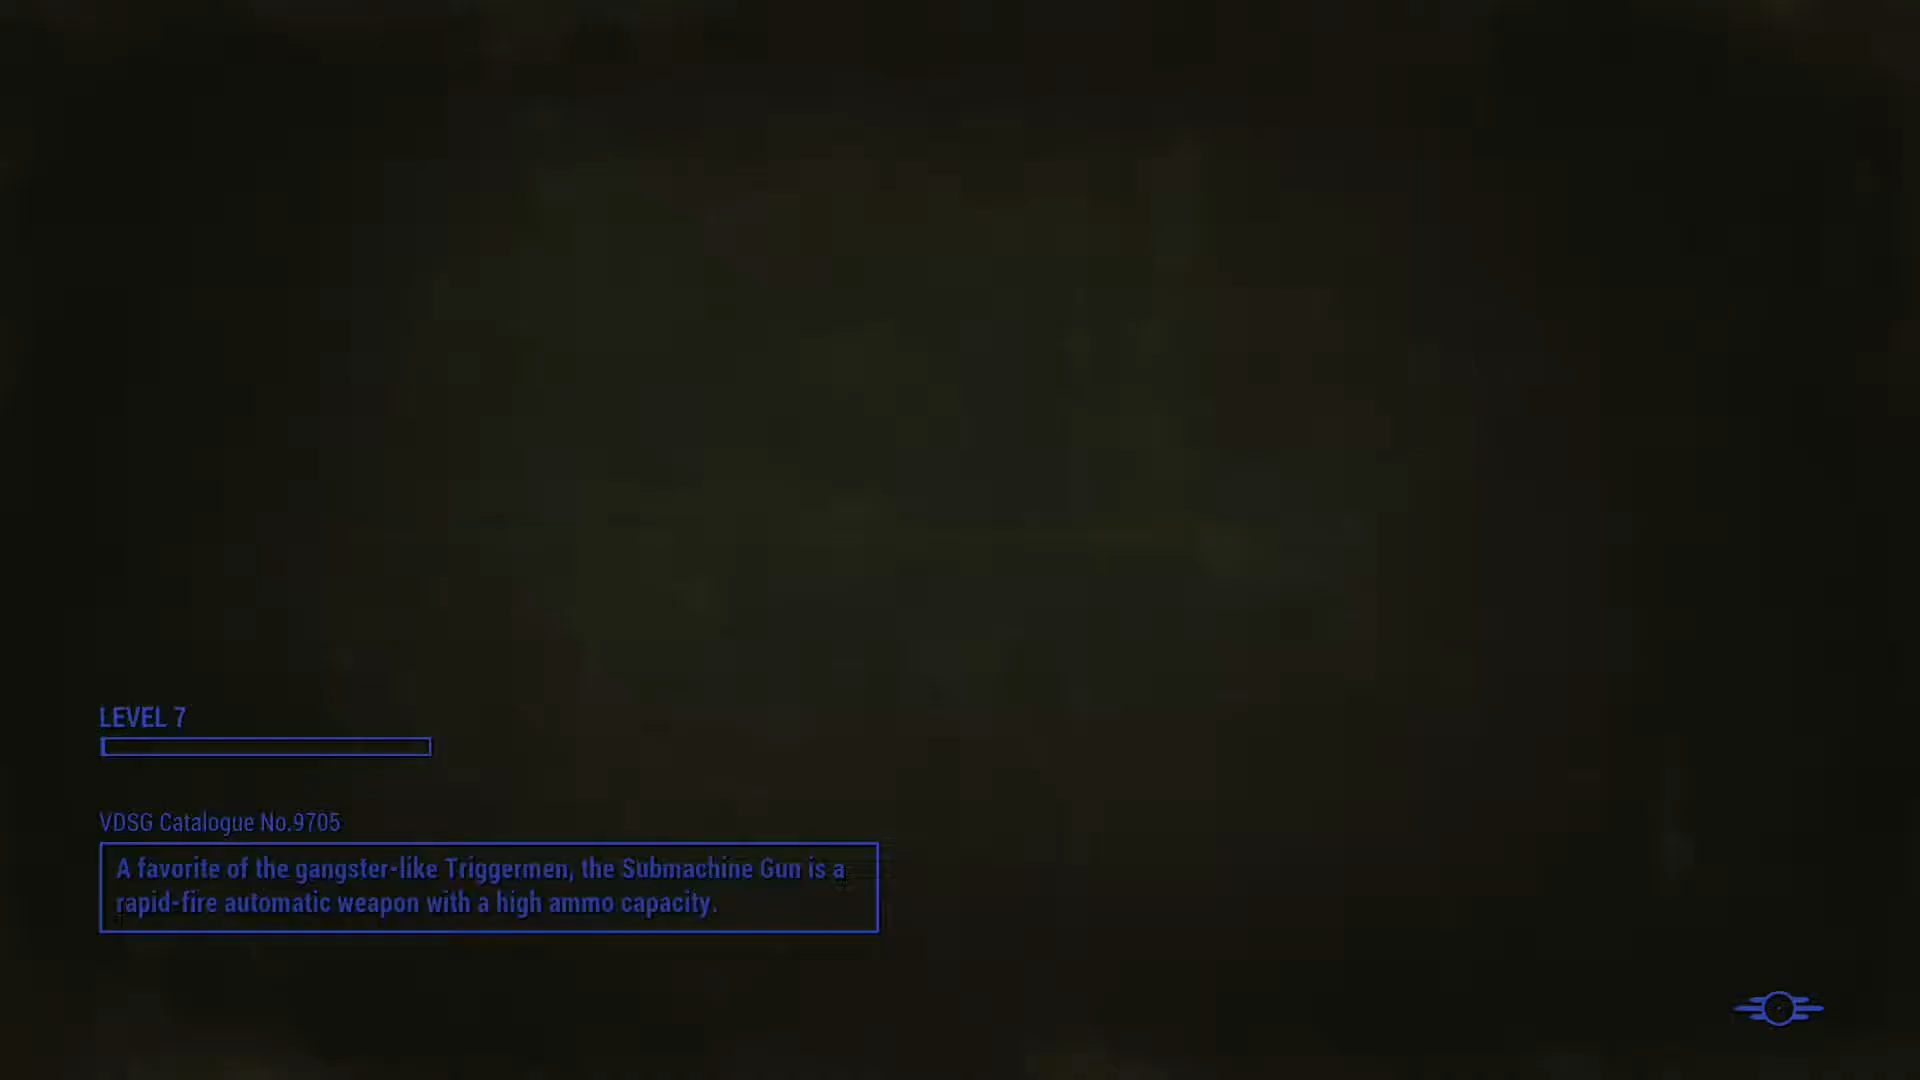 LEVEL 7
VDSG Catalogue No.9705
A favorite of the gangster-like Triggermen, the Submachine Gun is a
rapid-fire automatic weapon with a high ammo capacity.